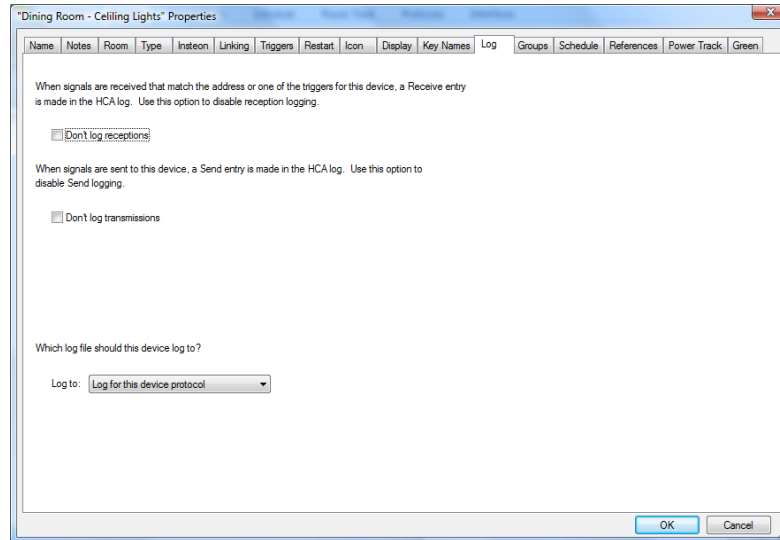 "Dining Room - Celiling Lights" Properties
Name Notes Room Type Insteon Linking Triggers Restart Icon Display Key Names Log Groups Schedule References Power Track Green
When signals are received that match the address or one of the triggers for this device, a Receive entry
is made in the HCA log. Use this option to disable reception logging.
Don't log receptions
When signals are sent to this device, a Send entry is made in the HCA log. Use this option to
disable Send logging.
Don't log transmissions
Which log file should this device log to?
Log to: Log for this device protocol
OK Cancel